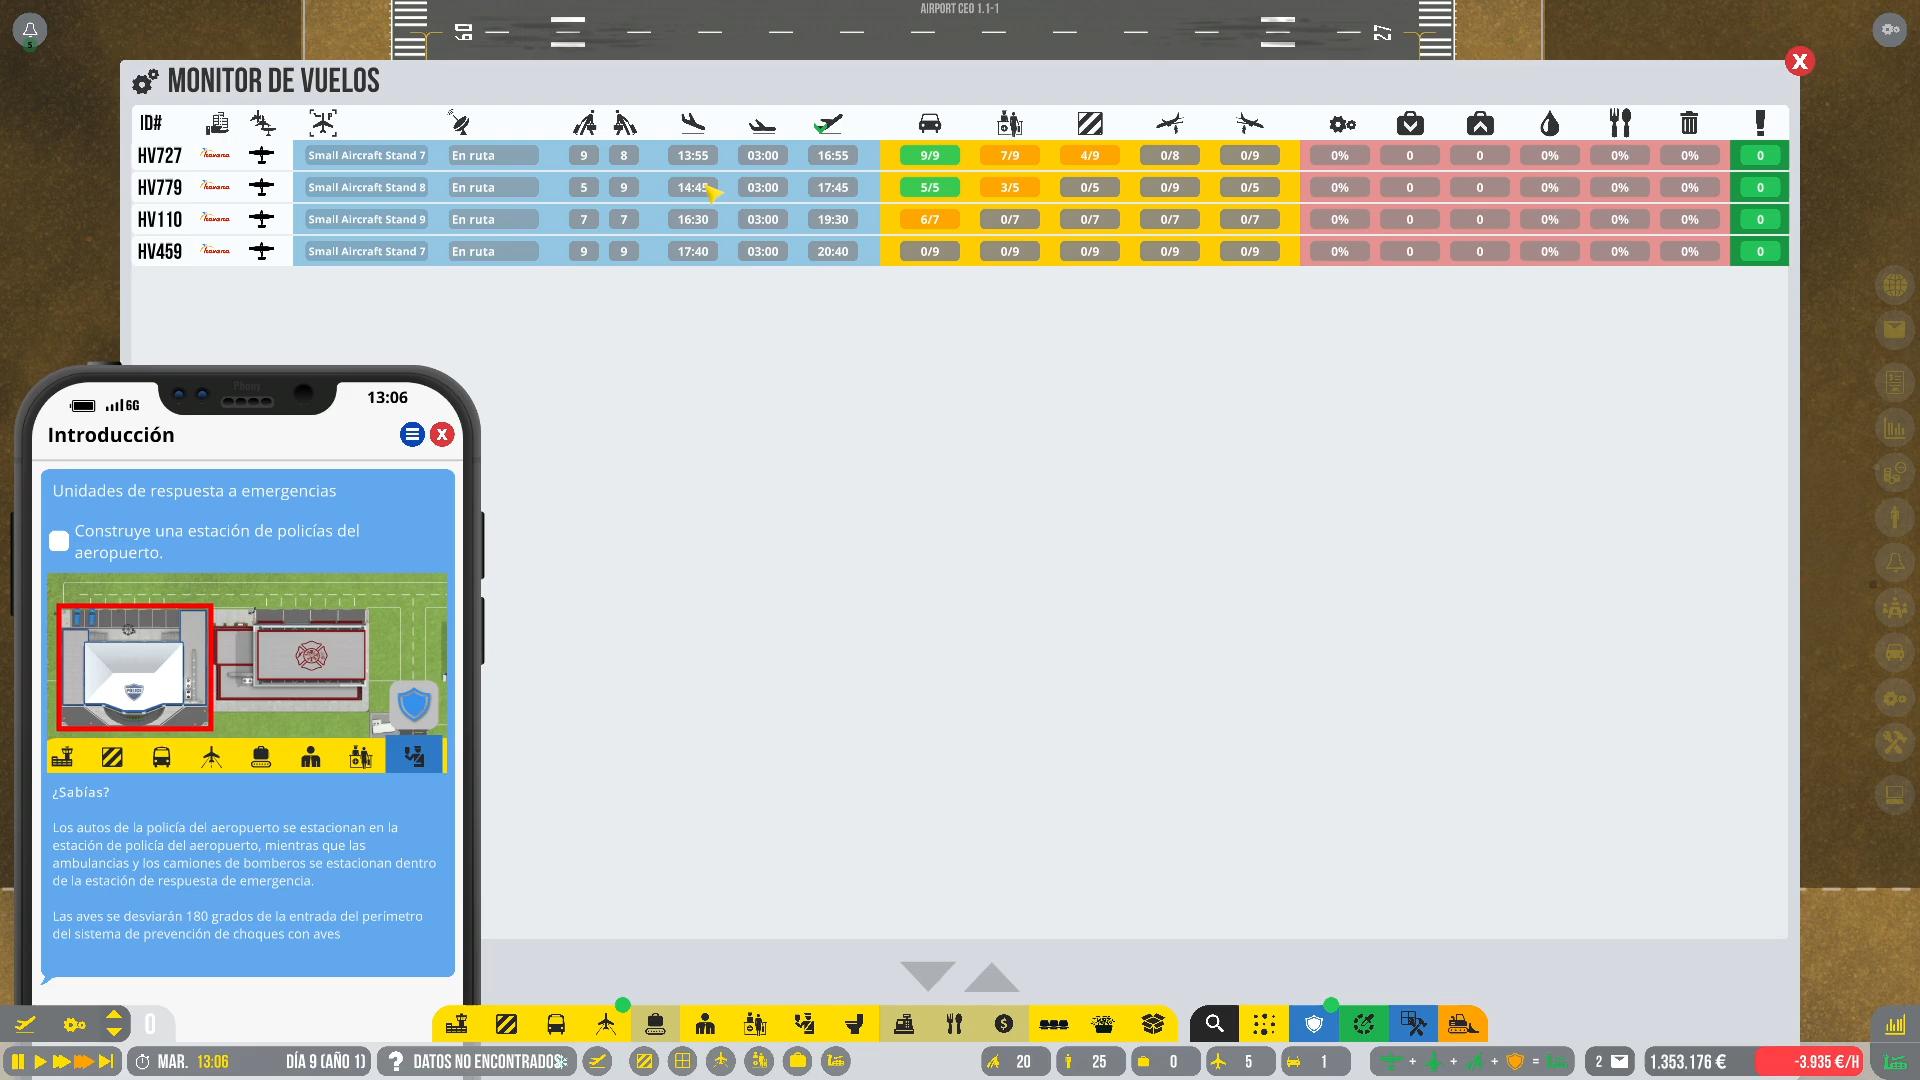 AIRPORT CEO 1.1-1
09
27
5
MONITOR DE VUELOS
X
ID#
HV727 havana Small Aircraft Stand 7 En ruta 9 8 13:55 03:00 16:55 9/9 7/9 4/9 0/8 0/9 0% 0 0 0% 0% 0% 0
HV779 havana Small Aircraft Stand 8 En ruta 5 9 14:45 03:00 17:45 5/5 3/5 0/5 0/9 0/5 0% 0 0 0% 0% 0% 0
HV110 havana Small Aircraft Stand 9 En ruta 7 7 16:30 03:00 19:30 6/7 0/7 0/7 0/7 0/7 0% 0 0 0% 0% 0% 0
HV459 havana Small Aircraft Stand 7 En ruta 9 9 17:40 03:00 20:40 0/9 0/9 0/9 0/9 0/9 0% 0 0 0% 0% 0% 0
Phony
6G
13:06
Introducción
X
Unidades de respuesta a emergencias
Construye una estación de policías del
aeropuerto.
POLICE
¿Sabías?
Los autos de la policía del aeropuerto se estacionan en la
estación de policía del aeropuerto, mientras que las
ambulancias y los camiones de bomberos se estacionan dentro
de la estación de respuesta de emergencia.
Las aves se desviarán 180 grados de la entrada del perímetro
del sistema de prevención de choques con aves
0
MAR. 13:06 DÍA 9 (AÑO 1) ? DATOS NO ENCONTRADOS 20 25 0 5 1 + + + = 2 1.353.176 € -3.935 €/H